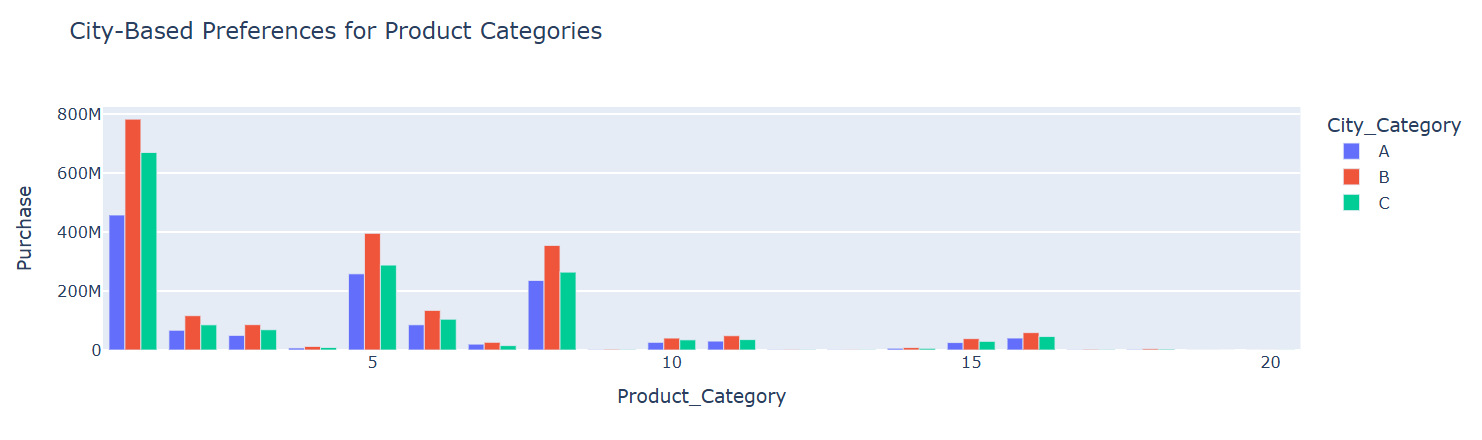 City-Based Preferences for Product Categories
800M
600M
400M
200M
0
Purchase
5
10
15
20
Product_Category
City_Category
A
B
C